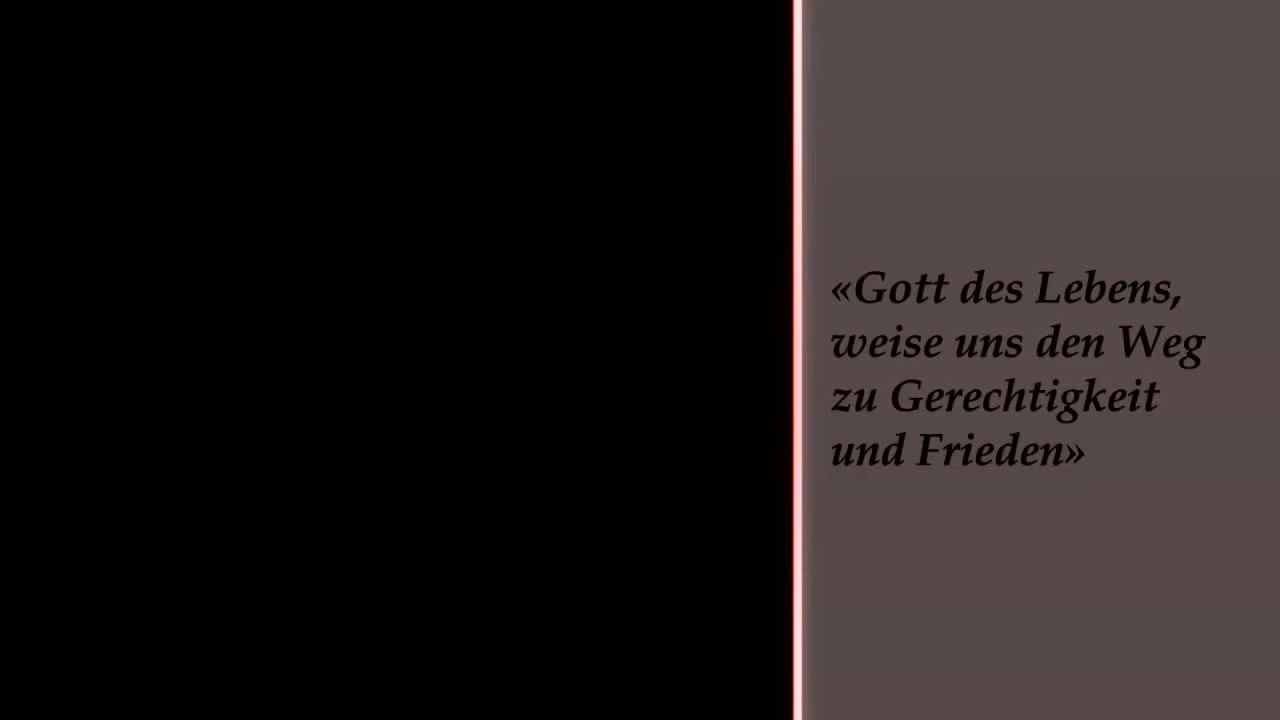 «Gott des Lebens,
weise uns den Weg
zu Gerechtigkeit
und Frieden»